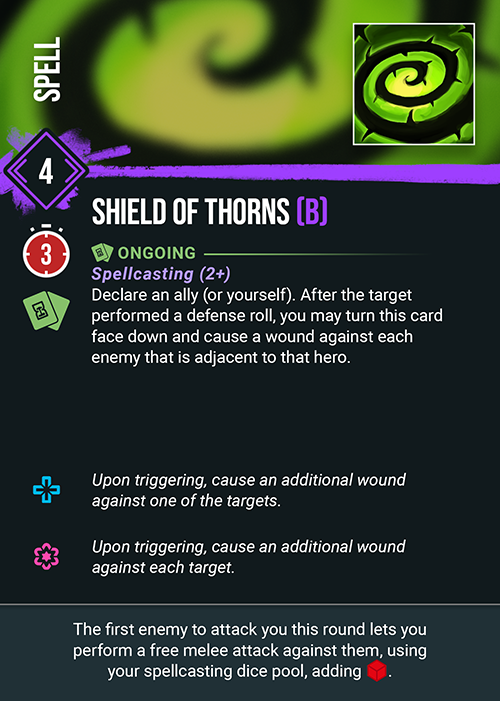 SPELL
4
SHIELD OF THORNS (B)
3
ONGOING
Spellcasting (2+)
Declare an ally (or yourself). After the target
performed a defense roll, you may turn this card
face down and cause a wound against each
enemy that is adjacent to that hero.
Upon triggering, cause an additional wound
against one of the targets.
Upon triggering, cause an additional wound
against each target.
The first enemy to attack you this round lets you
perform a free melee attack against them, using
your spellcasting dice pool, adding .